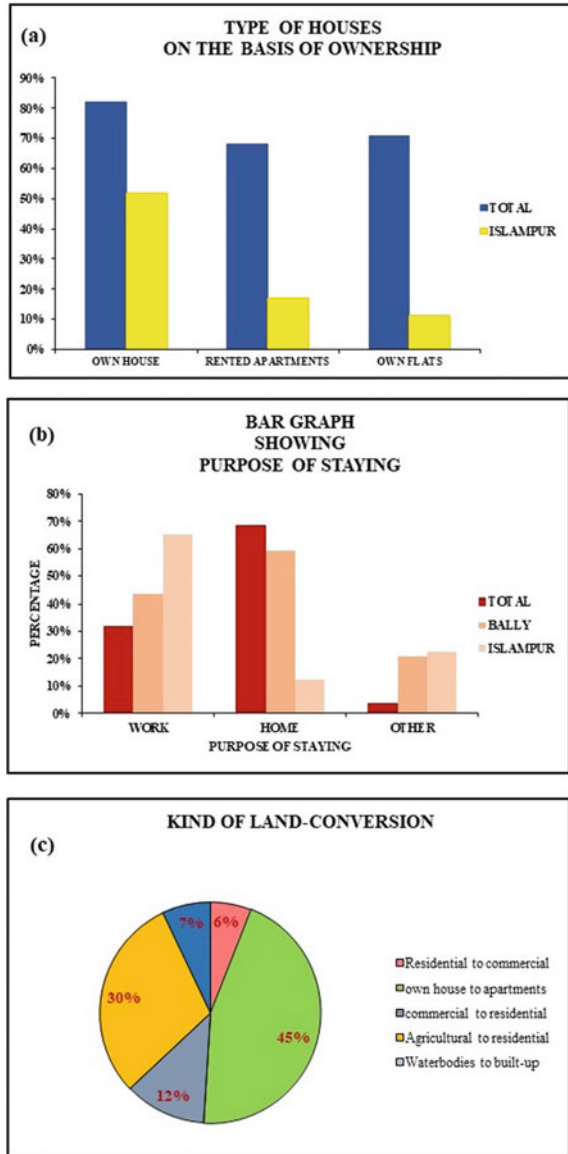 (a)
TYPE OF HOUSES
ON THE BASIS OF OWNERSHIP
90%
80%
70%
60%
50%
40%
30%
20%
10%
0%
OWN HOUSE RENTED APARTMENTS OWN FLATS
TOTAL
ISLAMPUR
(b)
BAR GRAPH
SHOWING
PURPOSE OF STAYING
PERCENTAGE
80%
70%
60%
50%
40%
30%
20%
10%
0%
WORK HOME OTHER
PURPOSE OF STAYING
TOTAL
BALLY
ISLAMPUR
KIND OF LAND-CONVERSION
(c)
7% 6%
30%
45%
12%
Residential to commercial
own house to apartments
commercial to residential
Agricultural to residential
Waterbodies to built-up